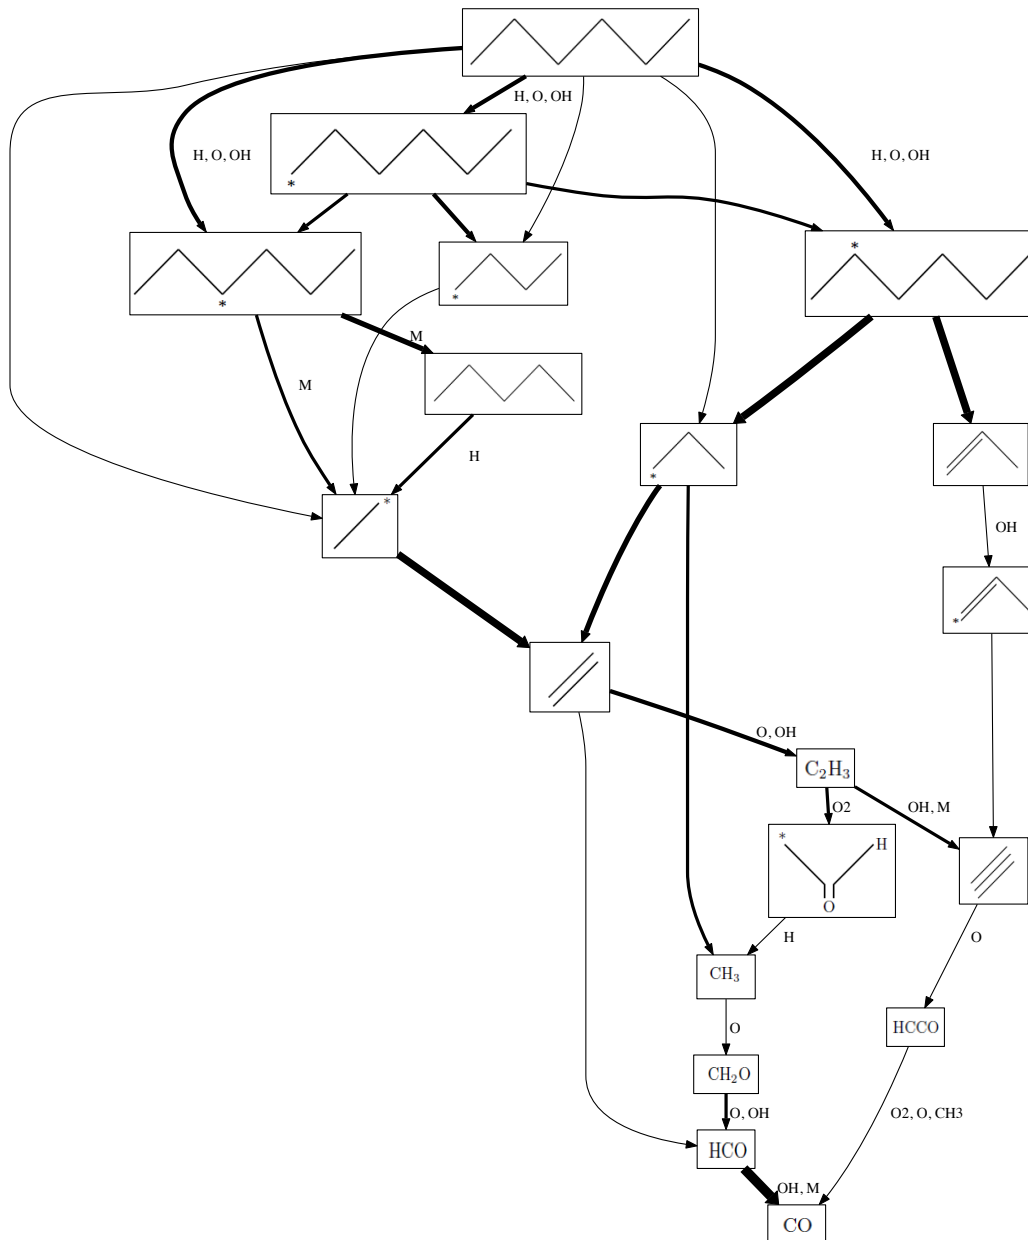 H, O, OH
H, O, OH
H, O, OH
*
*
*
*
M
M
H
*
*
OH
*
O, OH
C₂H₃
O2
OH, M
*
H
O
H
O
CH₃
O
HCCO
CH₂O
O, OH
O2, O, CH3
HCO
OH, M
CO